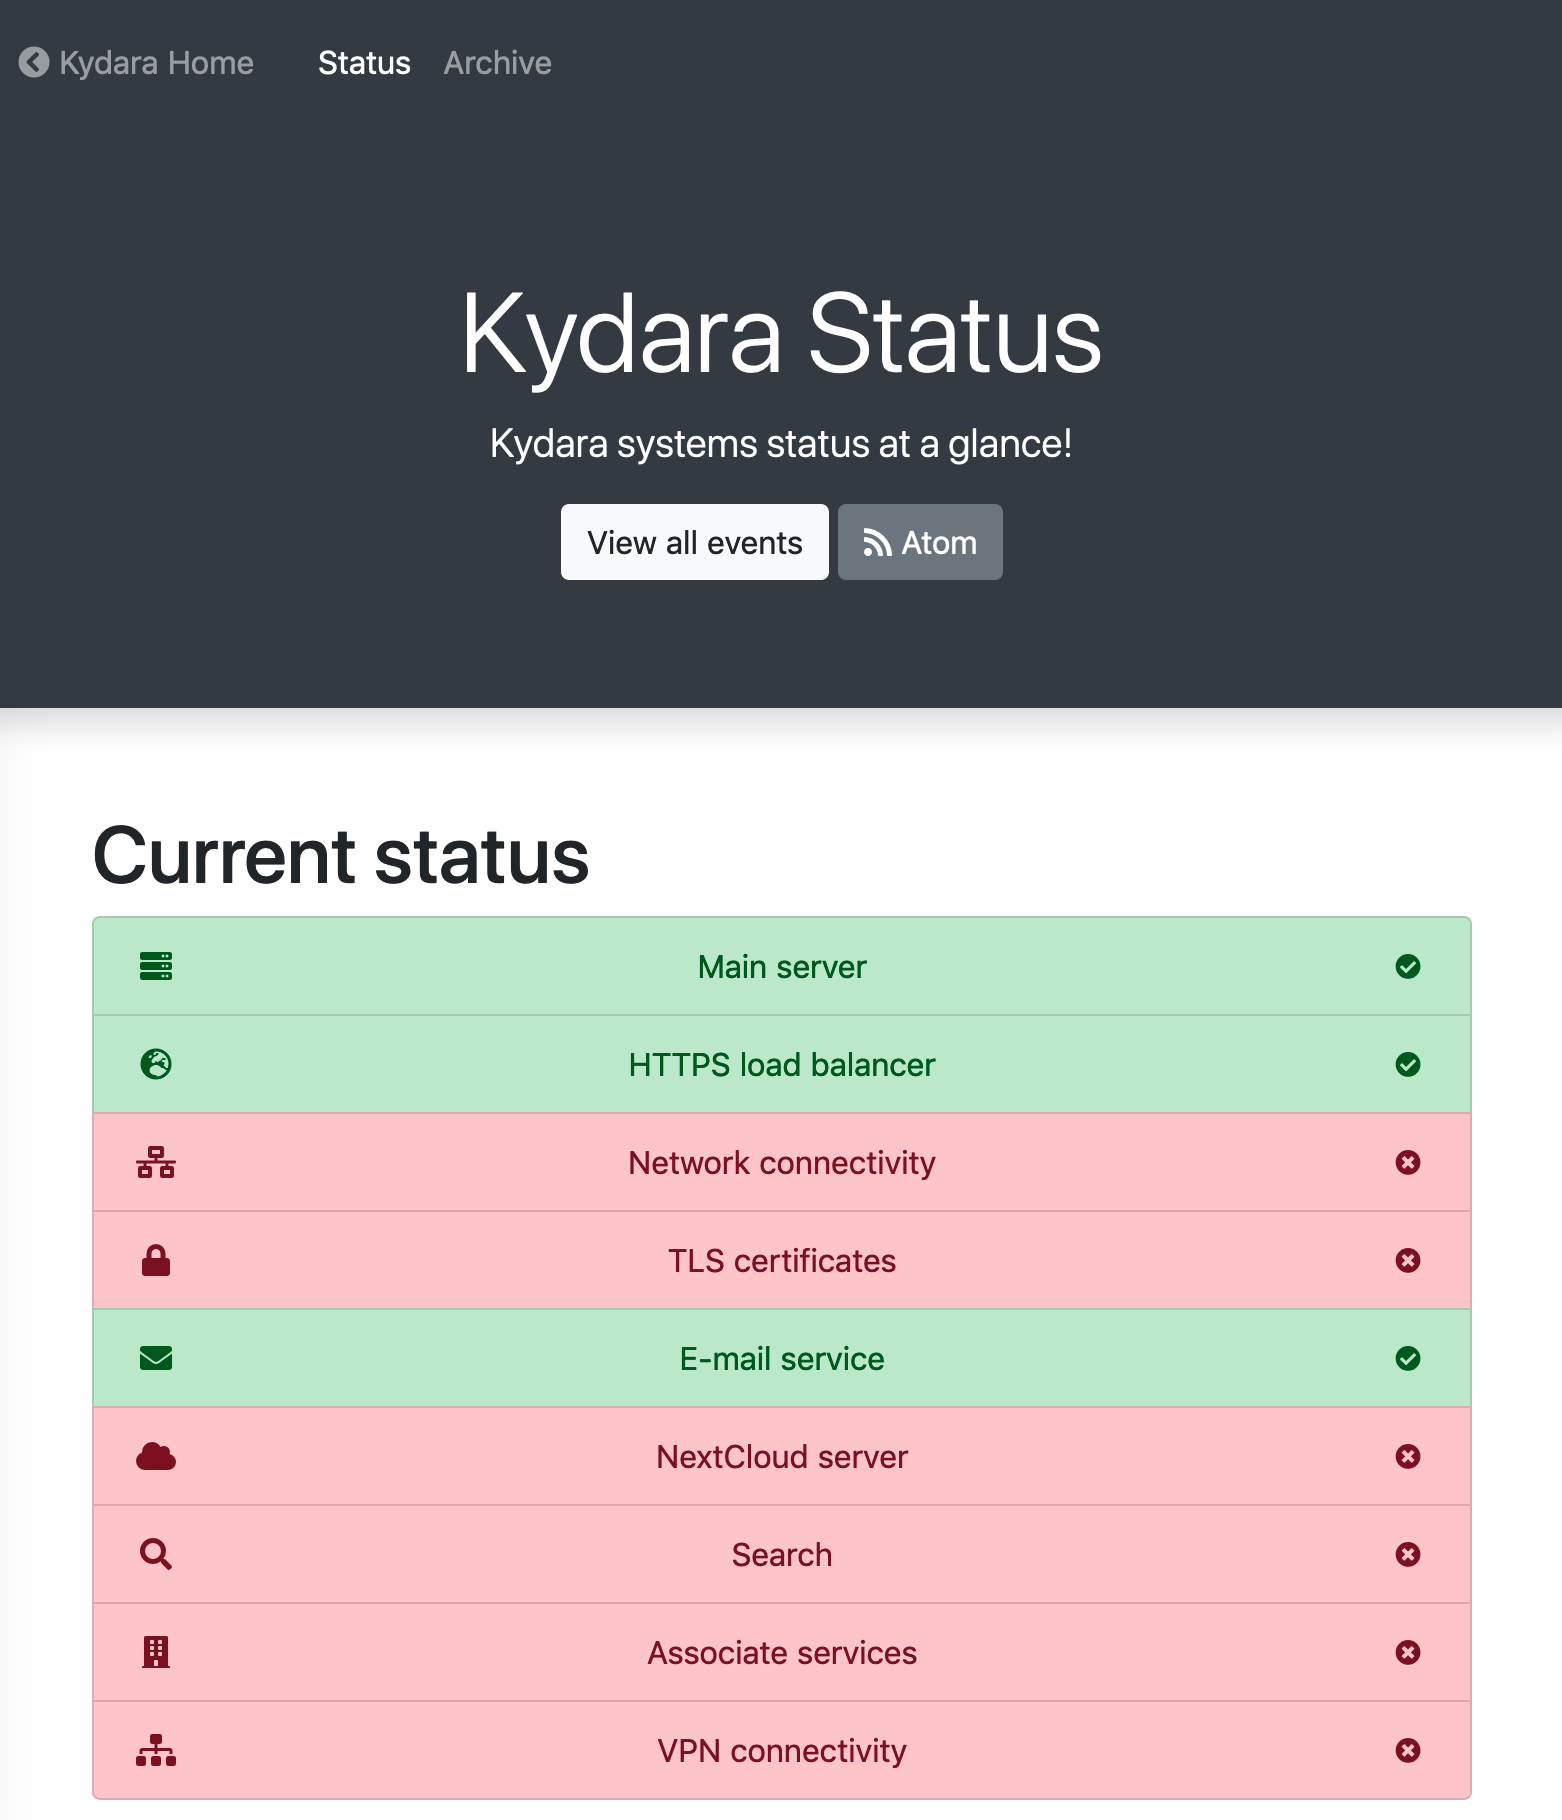 Kydara Home Status Archive
Kydara Status
Kydara systems status at a glance!
View all events Atom
Current status
Main server
HTTPS load balancer
Network connectivity
TLS certificates
E-mail service
NextCloud server
Search
Associate services
VPN connectivity